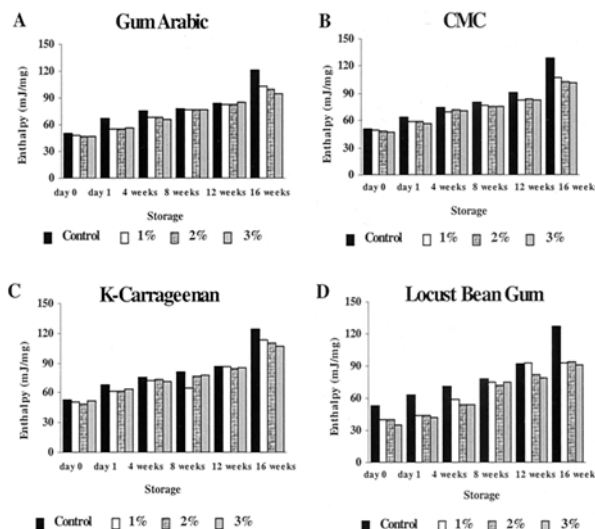 A Gum Arabic
Enthalpy (mJ/mg)
150
120
90
60
30
0
day 0 day 1 4 weeks 8 weeks 12 weeks 16 weeks
Storage
Control 1% 2% 3%
B CMC
Enthalpy (mJ/mg)
150
120
90
60
30
0
day 0 day 1 4 weeks 8 weeks 12 weeks 16 weeks
Storage
Control 1% 2% 3%
C K-Carrageenan
Enthalpy (mJ/mg)
150
120
90
60
30
0
day 0 day 1 4 weeks 8 weeks 12 weeks 16 weeks
Storage
Control 1% 2% 3%
D Locust Bean Gum
Enthalpy (mJ/mg)
150
120
90
60
30
0
day 0 day 1 4 weeks 8 weeks 12 weeks 16 week
Storage
Control 1% 2% 3%